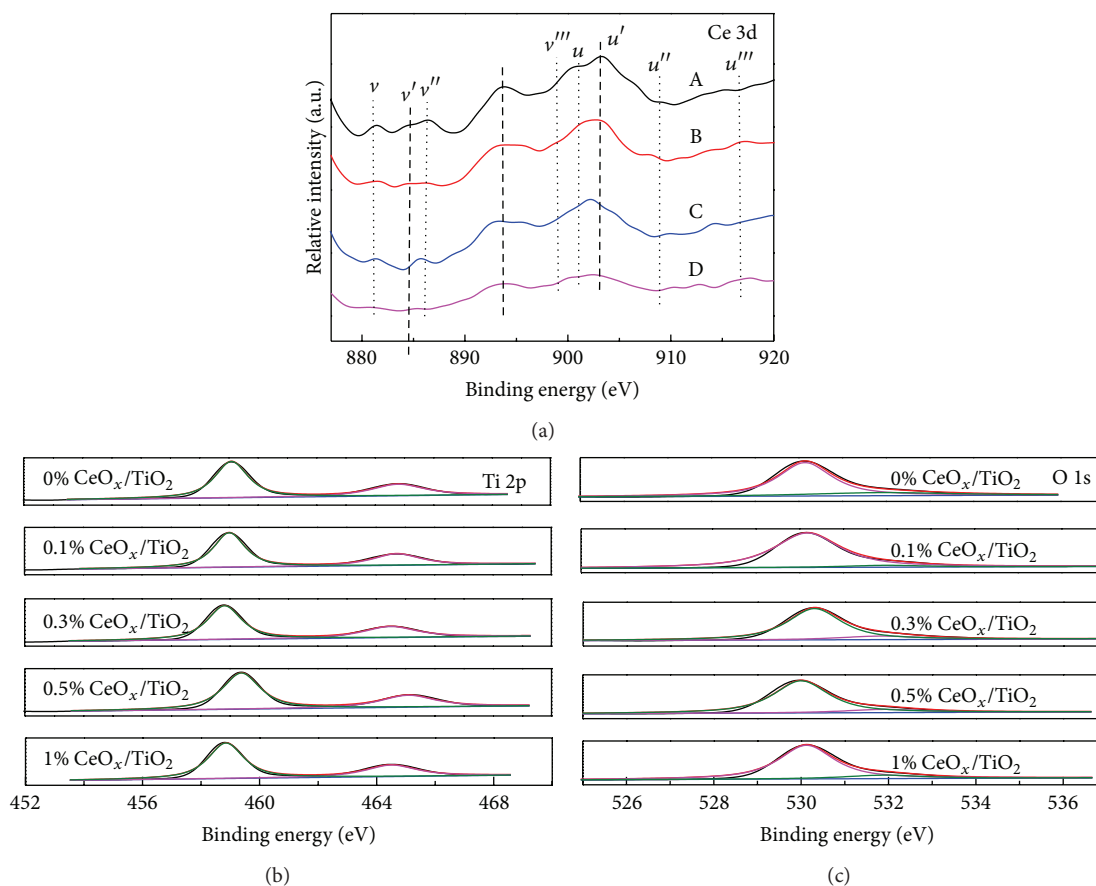 Ce 3d
v v′ v″ v‴ u u′ u″ u‴
A
B
C
D
Relative intensity (a.u.)
880 890 900 910 920
Binding energy (eV)
(a)
0% CeOₓ/TiO₂ Ti 2p
0.1% CeOₓ/TiO₂
0.3% CeOₓ/TiO₂
0.5% CeOₓ/TiO₂
1% CeOₓ/TiO₂
452 456 460 464 468
Binding energy (eV)
(b)
0% CeOₓ/TiO₂ O 1s
0.1% CeOₓ/TiO₂
0.3% CeOₓ/TiO₂
0.5% CeOₓ/TiO₂
1% CeOₓ/TiO₂
526 528 530 532 534 536
Binding energy (eV)
(c)